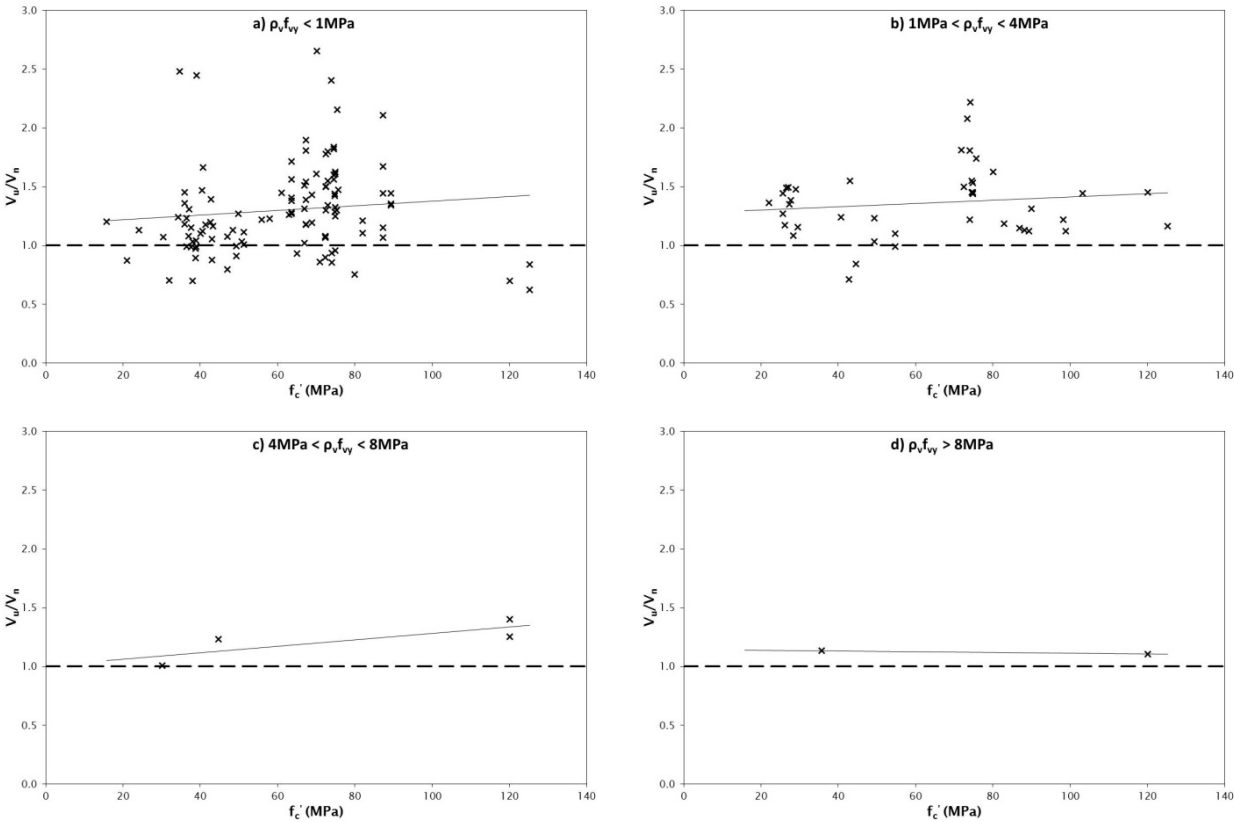 a) ρvfvy < 1MPa
3.0
2.5
2.0
1.5
1.0
0.5
0.0
Vu/Vn
0 20 40 60 80 100 120 140
fc' (MPa)
b) 1MPa < ρvfvy < 4MPa
3.0
2.5
2.0
1.5
1.0
0.5
0.0
Vu/Vn
0 20 40 60 80 100 120 140
fc' (MPa)
c) 4MPa < ρvfvy < 8MPa
3.0
2.5
2.0
1.5
1.0
0.5
0.0
Vu/Vn
0 20 40 60 80 100 120 140
fc' (MPa)
d) ρvfvy > 8MPa
3.0
2.5
2.0
1.5
1.0
0.5
0.0
Vu/Vn
0 20 40 60 80 100 120 140
fc' (MPa)